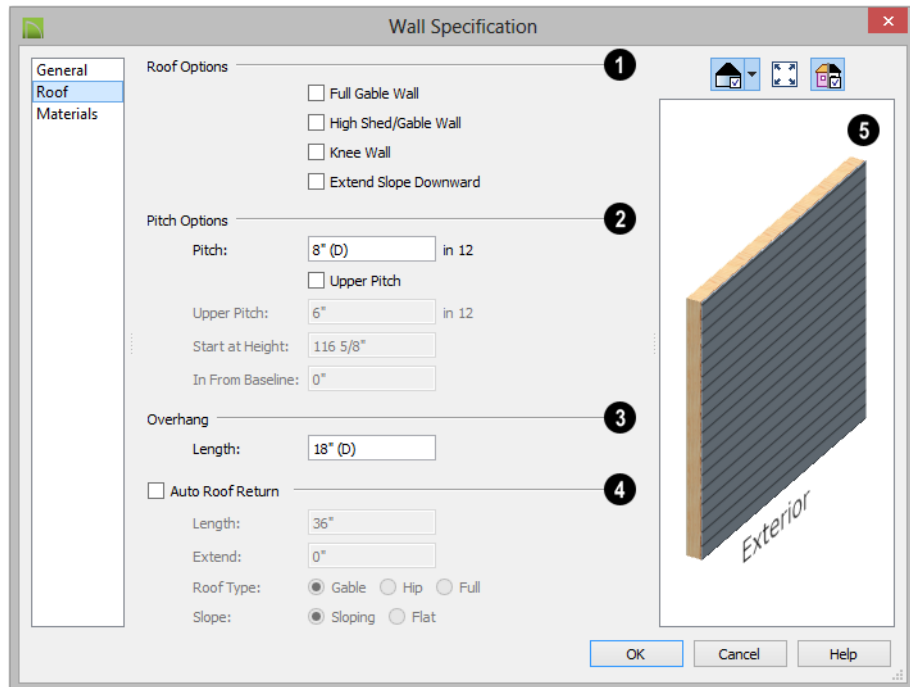 Wall Specification
General
Roof
Materials
Roof Options
1
Full Gable Wall
High Shed/Gable Wall
Knee Wall
Extend Slope Downward
Pitch Options
2
Pitch: 8" (D) in 12
Upper Pitch
Upper Pitch: 6" in 12
Start at Height: 116 5/8"
In From Baseline: 0"
Overhang
3
Length: 18" (D)
Auto Roof Return
4
Length: 36"
Extend: 0"
Roof Type: Gable Hip Full
Slope: Sloping Flat
5
Exterior
OK Cancel Help